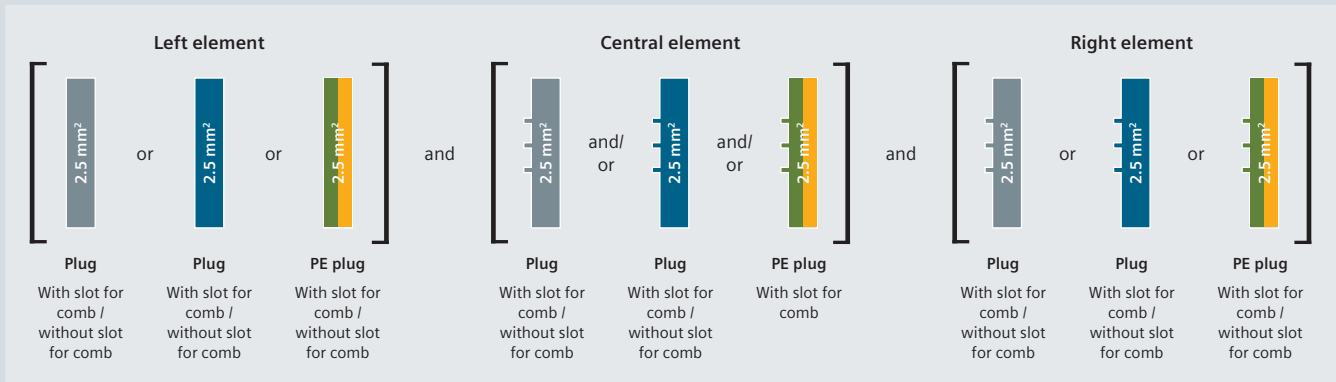 Left element
2.5 mm²
or
2.5 mm²
or
2.5 mm²
Plug
With slot for
comb /
without slot
for comb
Plug
With slot for
comb /
without slot
for comb
PE plug
With slot for
comb /
without slot
for comb
and
Central element
2.5 mm²
and/
or
2.5 mm²
and/
or
2.5 mm²
Plug
With slot for
comb /
without slot
for comb
Plug
With slot for
comb /
without slot
for comb
PE plug
With slot for
comb
and
Right element
2.5 mm²
or
2.5 mm²
or
2.5 mm²
Plug
With slot for
comb /
without slot
for comb
Plug
With slot for
comb /
without slot
for comb
PE plug
With slot for
comb /
without slot
for comb